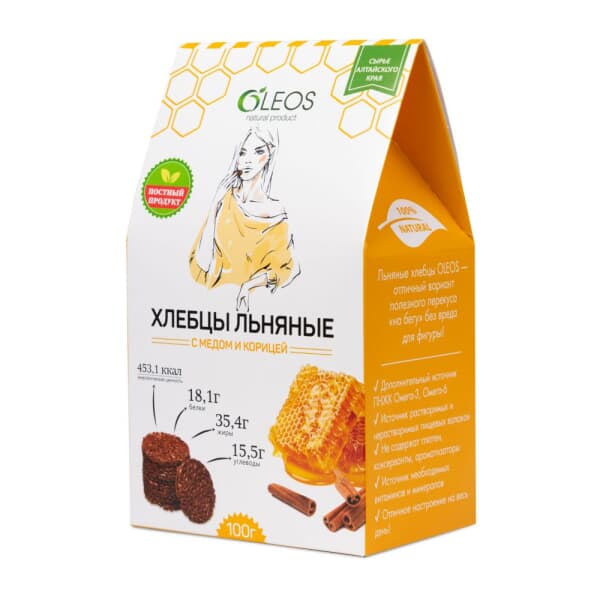 OLEOS
natural product
СЫРЬЕ
АЛТАЙСКОГО
КРАЯ
ПОСТНЫЙ
ПРОДУКТ
ХЛЕБЦЫ ЛЬНЯНЫЕ
С МЕДОМ И КОРИЦЕЙ
453,1 ккал
энергетическая ценность
18,1г
белки
35,4г
жиры
15,5г
углеводы
100г
100%
NATURAL
Льняные хлебцы OLEOS —
отличный вариант
полезного перекуса
«на бегу» без вреда
для фигуры!
✓ Дополнительный источник
ПНЖК Омега-3, Омега-6
✓ Источник растворимых и
нерастворимых пищевых волокон
✓ Не содержат глютен,
консерванты, ароматизаторы
✓ Источник необходимых
витаминов и минералов
✓ Отличное настроение на весь
день!